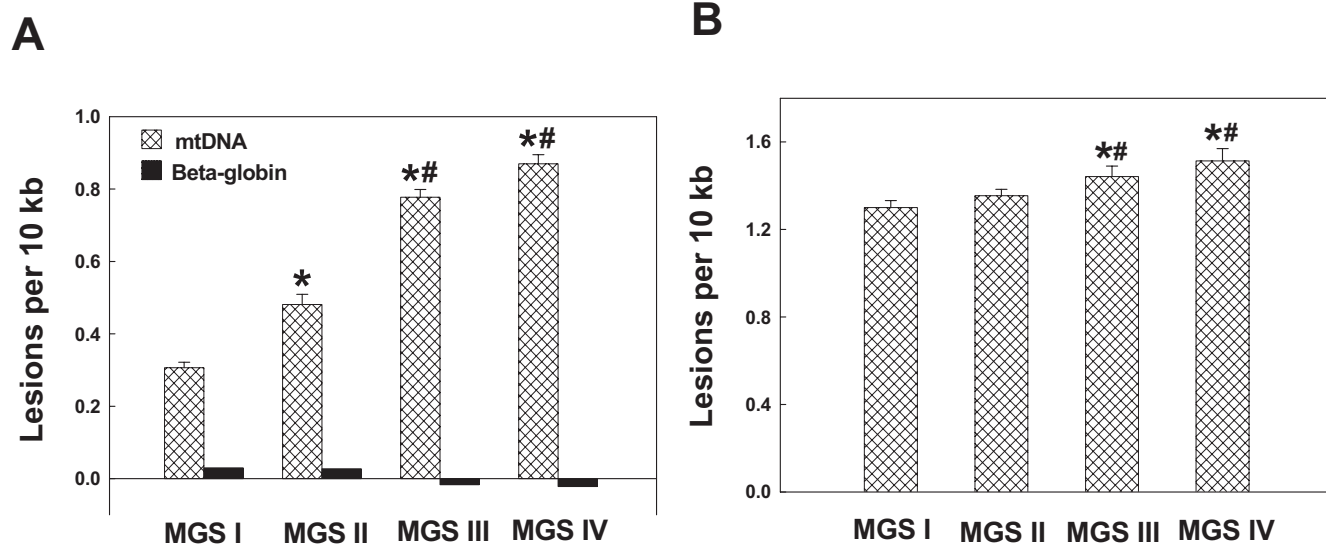 A
Lesions per 10 kb
1.0
0.8
0.6
0.4
0.2
0.0
mtDNA
Beta-globin
*
*#
*#
MGS I
MGS II
MGS III
MGS IV
B
Lesions per 10 kb
1.6
1.2
0.8
0.4
0.0
*#
*#
MGS I
MGS II
MGS III
MGS IV